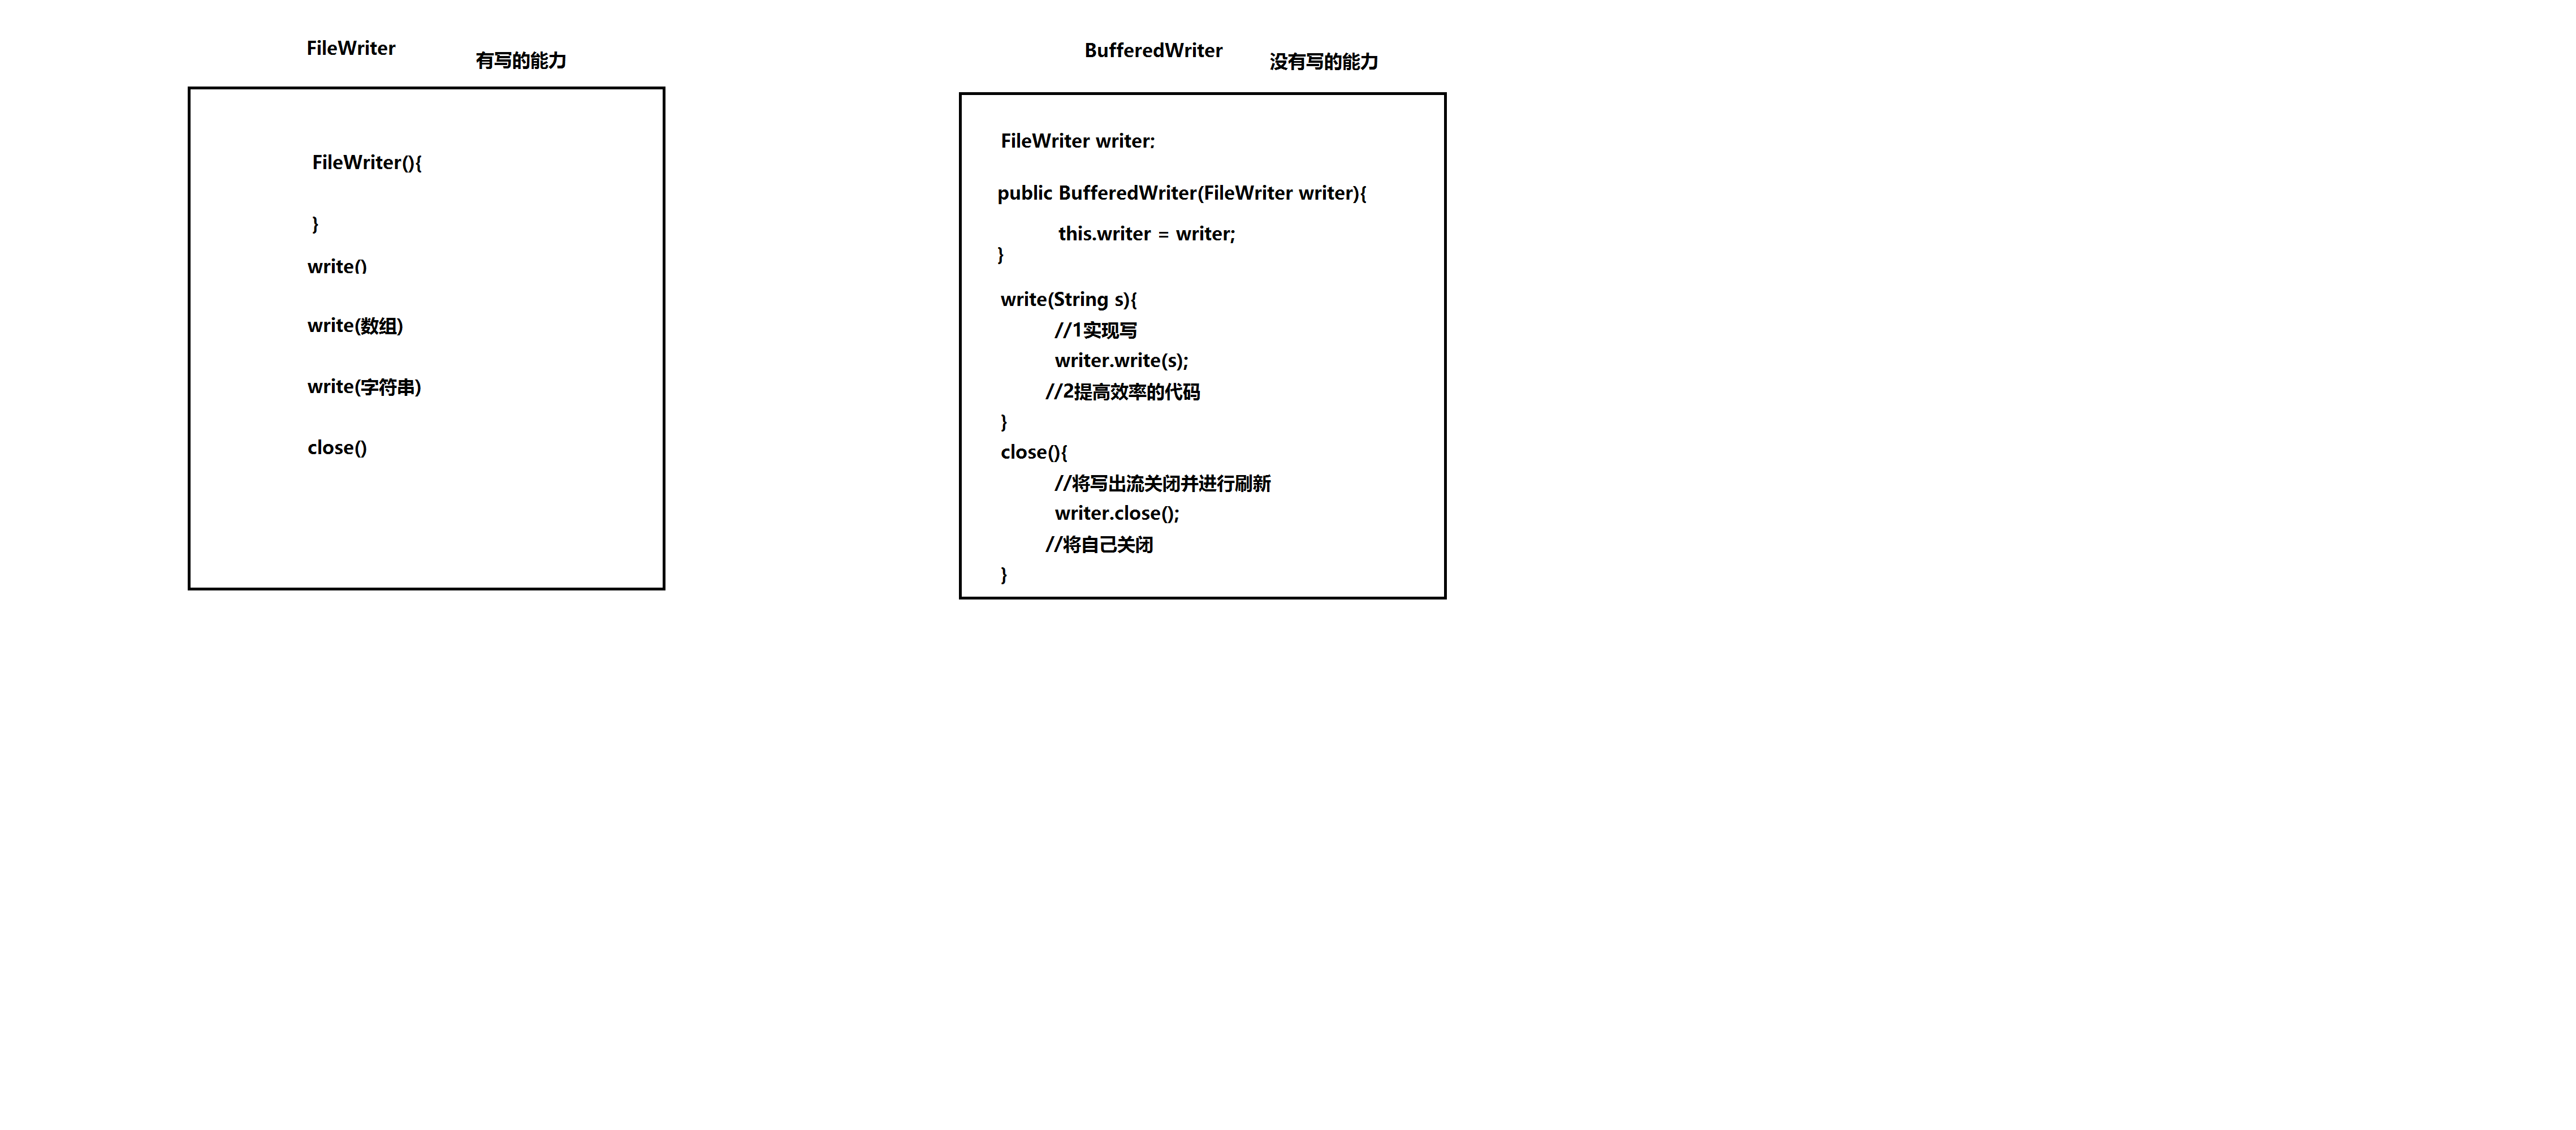 FileWriter
有写的能力
FileWriter(){
}
write()
write(数组)
write(字符串)
close()
BufferedWriter
没有写的能力
FileWriter writer;
public BufferedWriter(FileWriter writer){
this.writer = writer;
}
write(String s){
//1实现写
writer.write(s);
//2提高效率的代码
}
close(){
//将写出流关闭并进行刷新
writer.close();
//将自己关闭
}